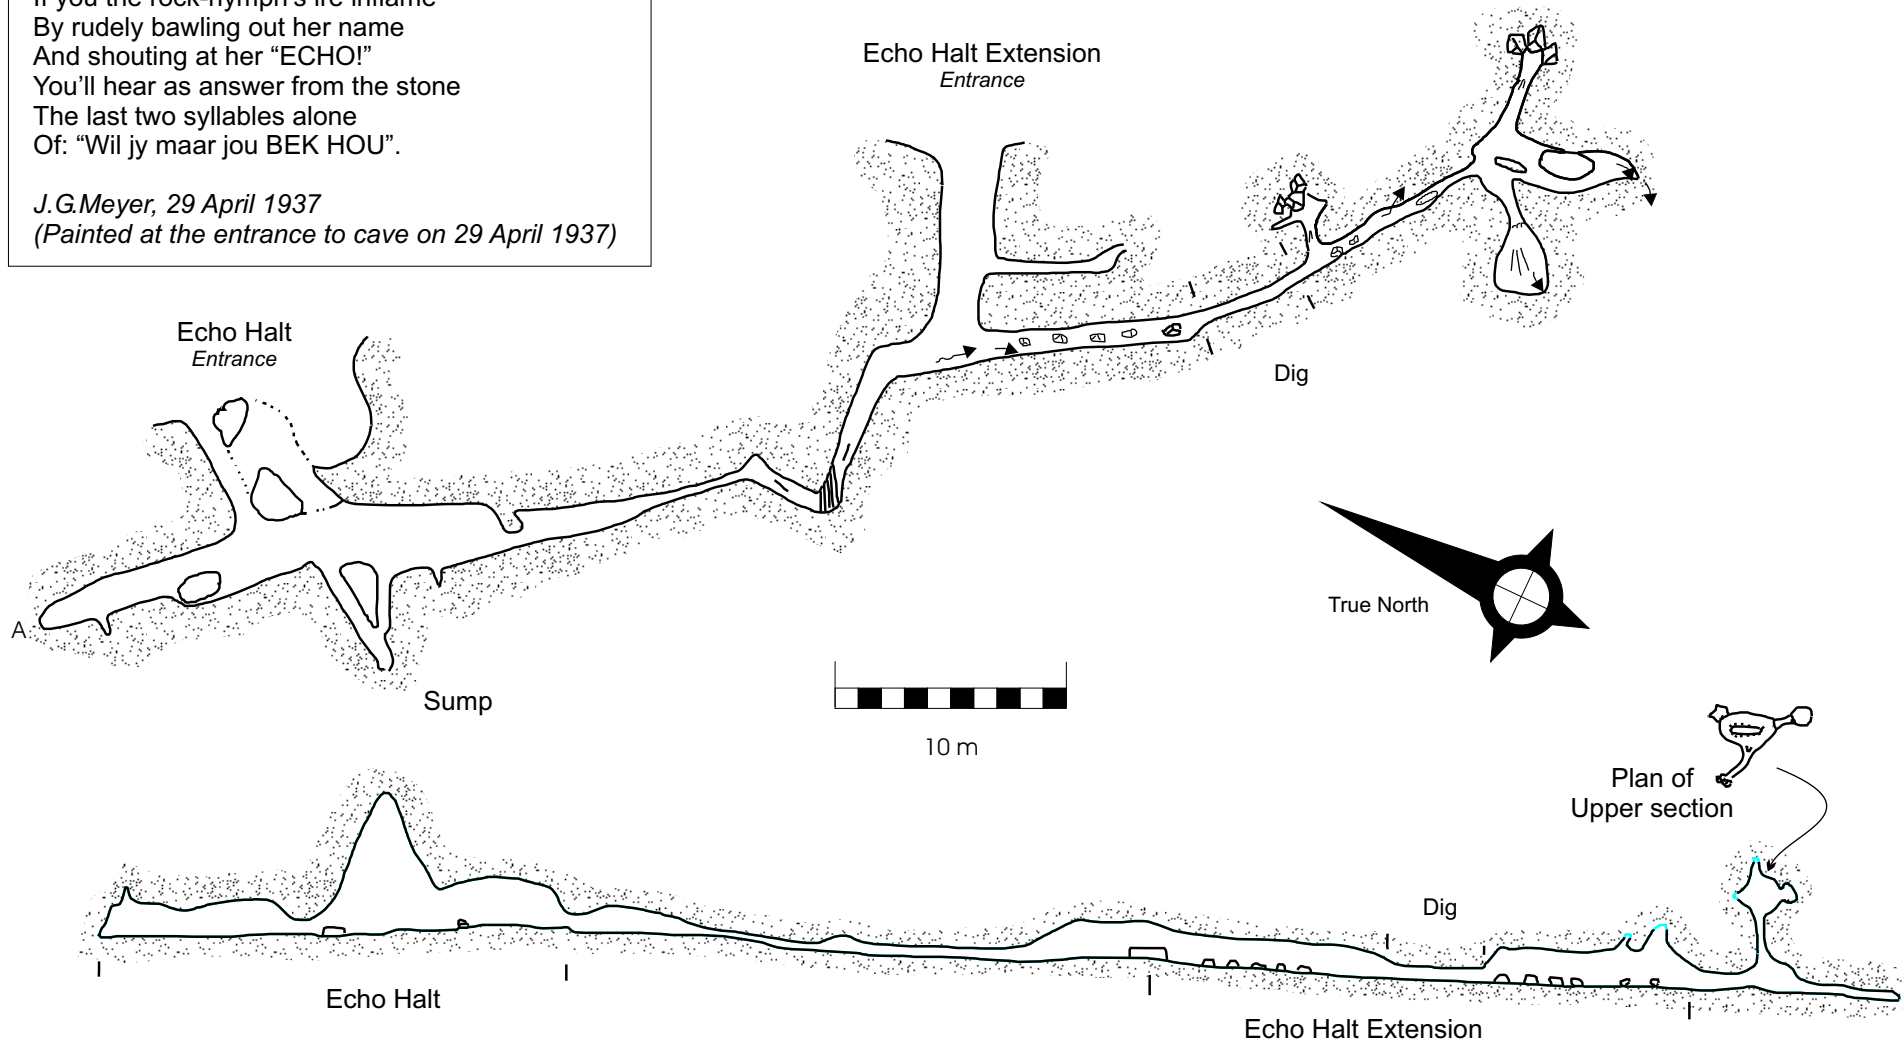 If you the rock-nymph's ire inflame
By rudely bawling out her name
And shouting at her “ECHO!”
You'll hear as answer from the stone
The last two syllables alone
Of: “Wil jy maar jou BEK HOU”.
J.G.Meyer, 29 April 1937
(Painted at the entrance to cave on 29 April 1937)
Echo Halt Extension
Entrance
Echo Halt
Entrance
Dig
A
True North
Sump
10 m
Plan of
Upper section
Dig
Echo Halt
Echo Halt Extension